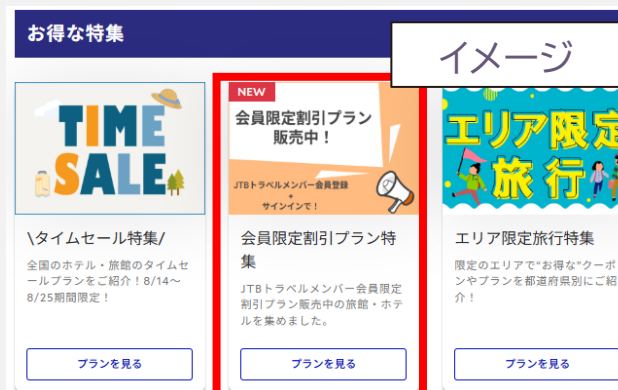 お得な特集
イメージ
TIME
SALE
\タイムセール特集/
全国のホテル・旅館のタイムセ
ールプランをご紹介！8/14～
8/25期間限定！
プランを見る
NEW
会員限定割引プラン
販売中！
JTBトラベルメンバー会員登録
+
サインインで！
会員限定割引プラン特
集
JTBトラベルメンバー会員限定
割引プラン販売中の旅館・ホテ
ルを集めました。
プランを見る
エリア限定
旅行
エリア限定旅行特集
限定のエリアで“お得な”クーポ
ンやプランを都道府県別にご紹
介！
プランを見る